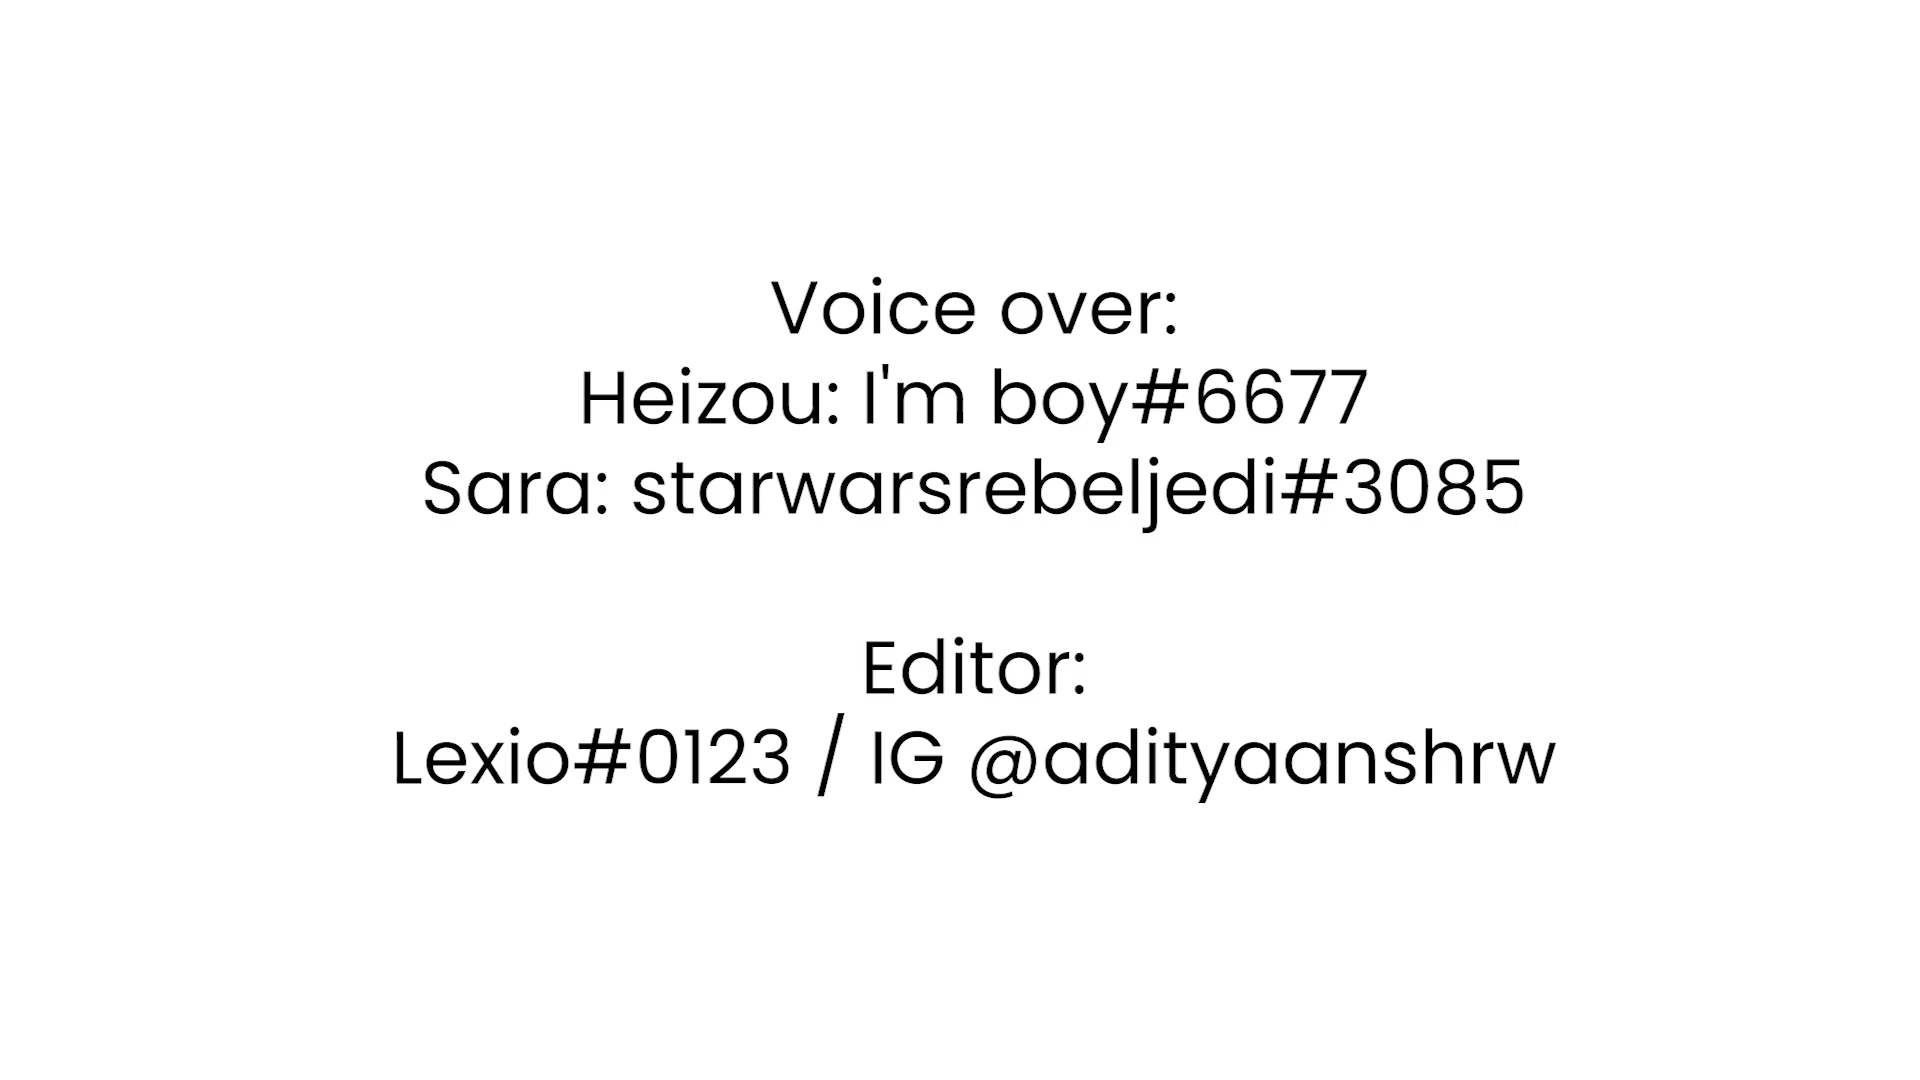 Voice over:
Heizou: I'm boy#6677
Sara: starwarsrebeljedi#3085
Editor:
Lexio#0123 / IG @adityaanshrw